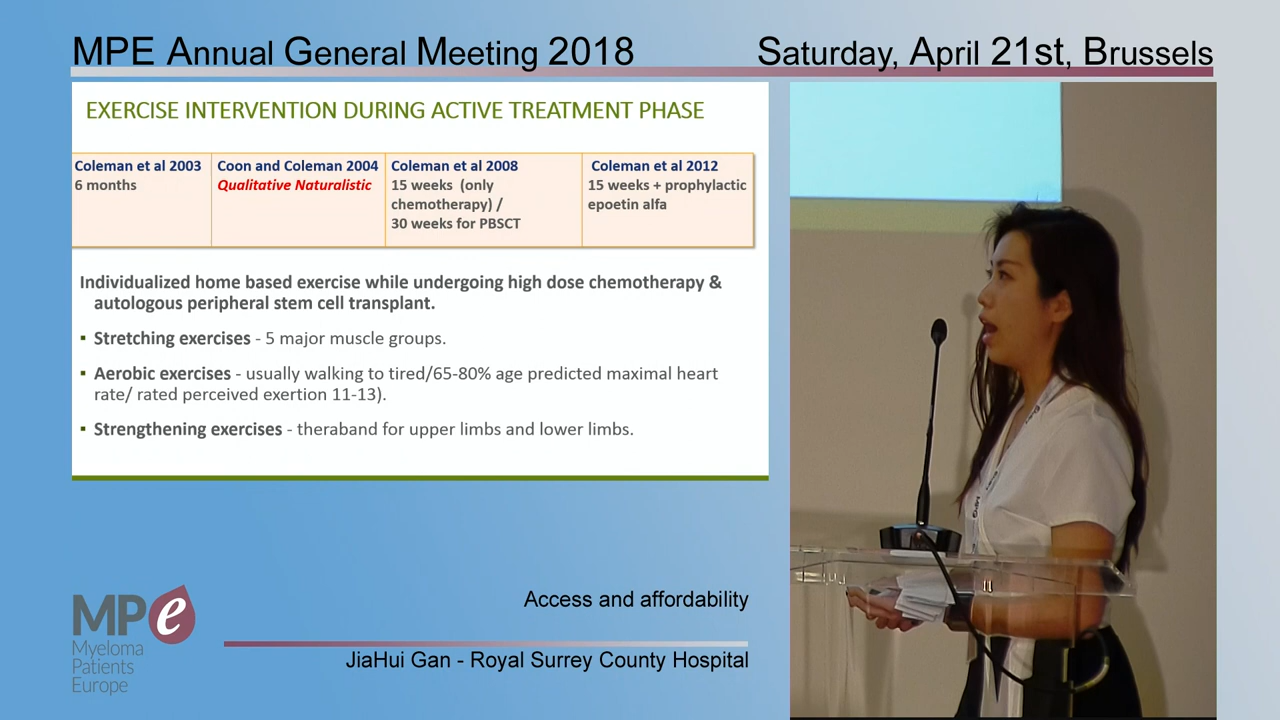 MPE Annual General Meeting 2018
Saturday, April 21st, Brussels
EXERCISE INTERVENTION DURING ACTIVE TREATMENT PHASE
Coleman et al 2003
6 months
Coon and Coleman 2004
Qualitative Naturalistic
Coleman et al 2008
15 weeks (only
chemotherapy) /
30 weeks for PBSCT
Coleman et al 2012
15 weeks + prophylactic
epoetin alfa
Individualized home based exercise while undergoing high dose chemotherapy &
autologous peripheral stem cell transplant.
▪ Stretching exercises - 5 major muscle groups.
▪ Aerobic exercises - usually walking to tired/65-80% age predicted maximal heart
rate/ rated perceived exertion 11-13).
▪ Strengthening exercises - theraband for upper limbs and lower limbs.
Access and affordability
JiaHui Gan - Royal Surrey County Hospital
MPe
Myeloma
Patients
Europe